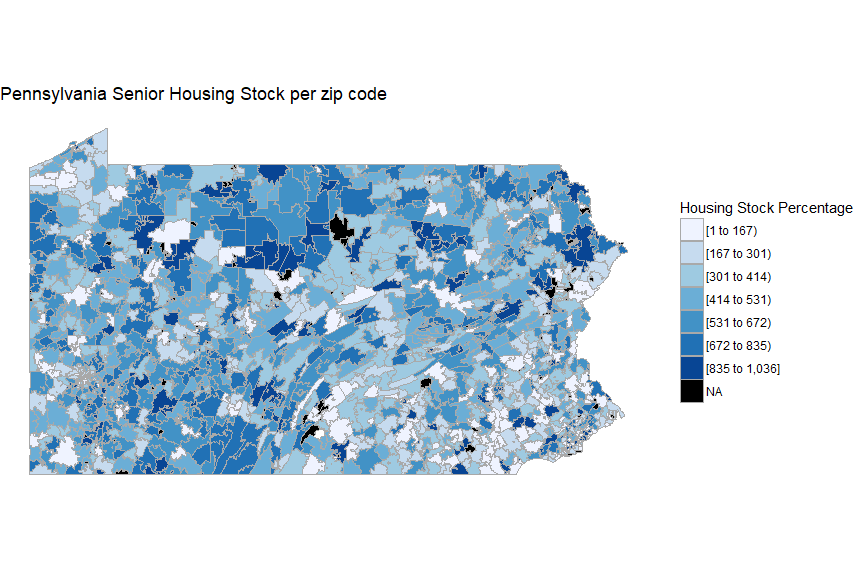 Pennsylvania Senior Housing Stock per zip code
Housing Stock Percentage
[1 to 167)
[167 to 301)
[301 to 414)
[414 to 531)
[531 to 672)
[672 to 835)
[835 to 1,036]
NA